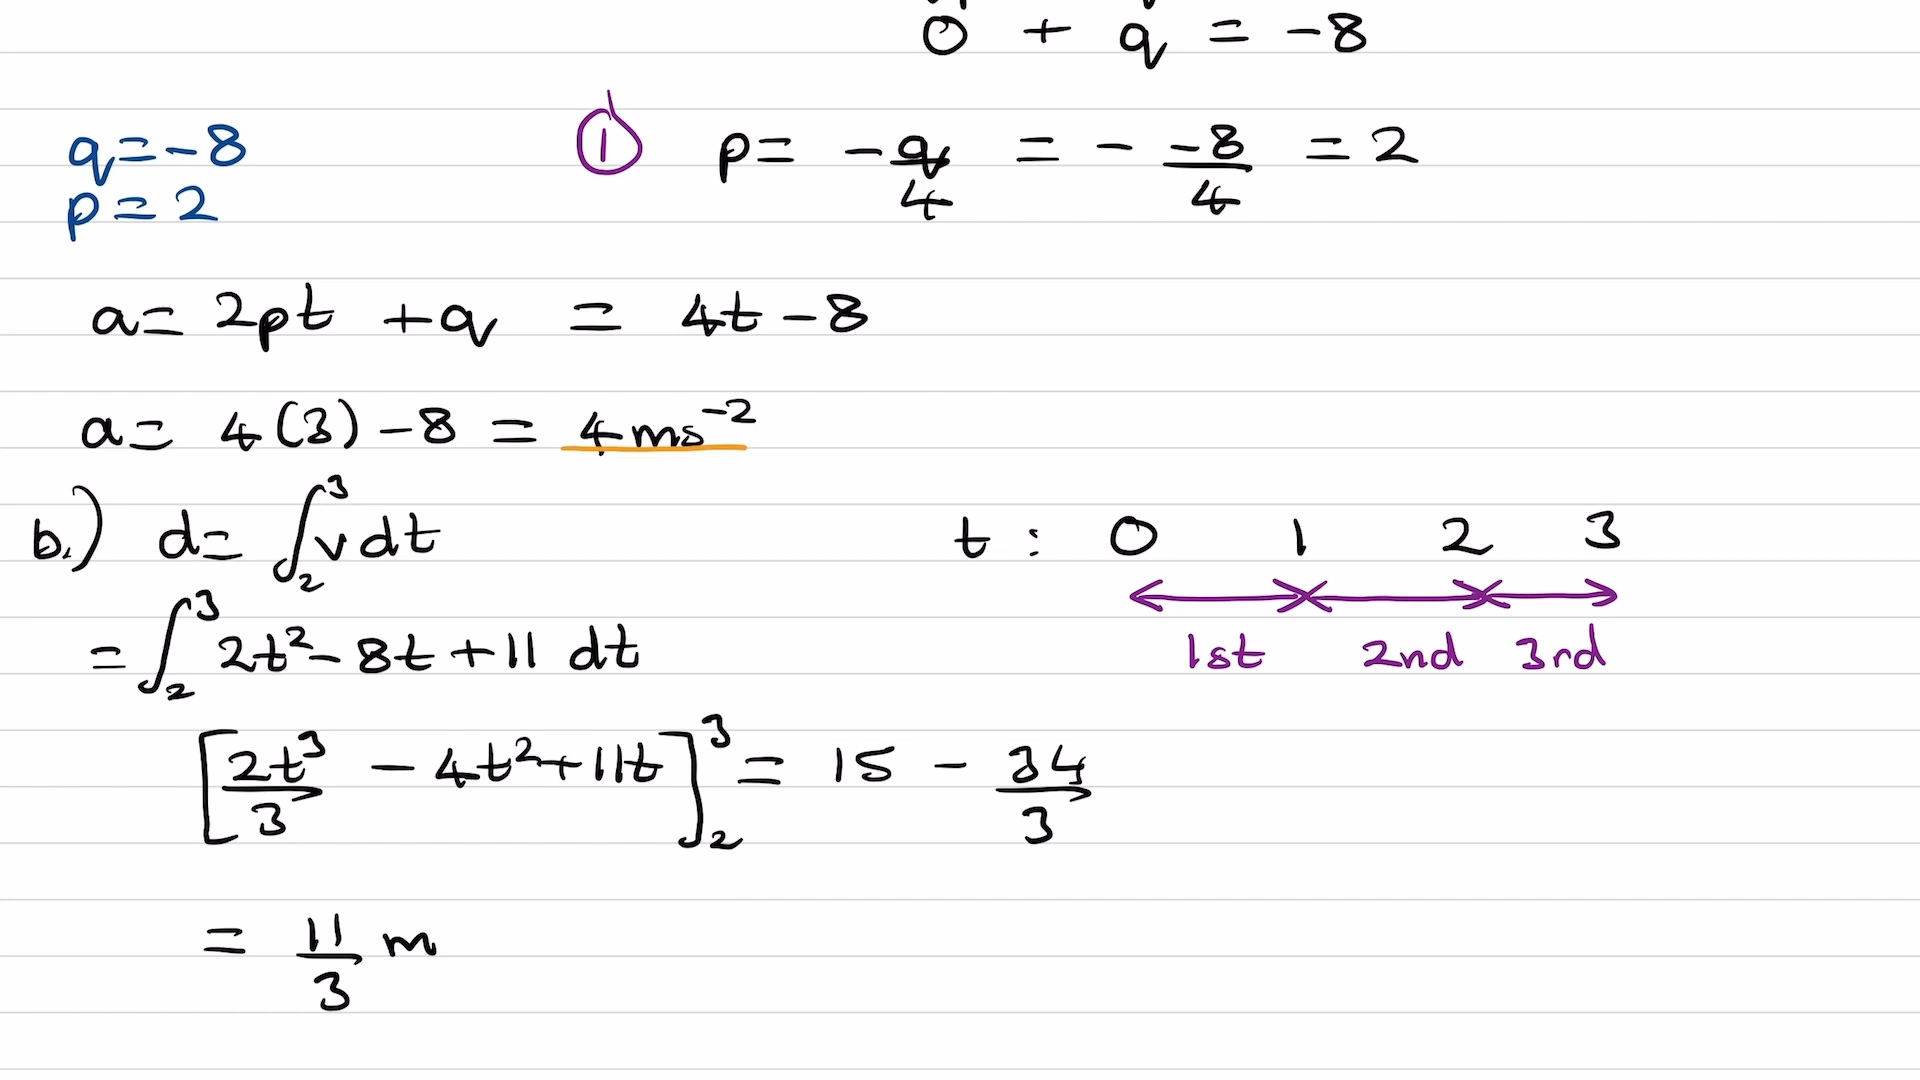 0 + q = -8
q = -8
① p = -q/4 = - -8/4 = 2
p = 2
a = 2pt + q = 4t - 8
a = 4(3) - 8 = 4ms⁻²
b.) d = ∫₂³ v dt
t : 0 1 2 3
= ∫₂³ 2t² - 8t + 11 dt
1st 2nd 3rd
[2t³/3 - 4t² + 11t]₂³ = 15 - 34/3
= 11/3 m